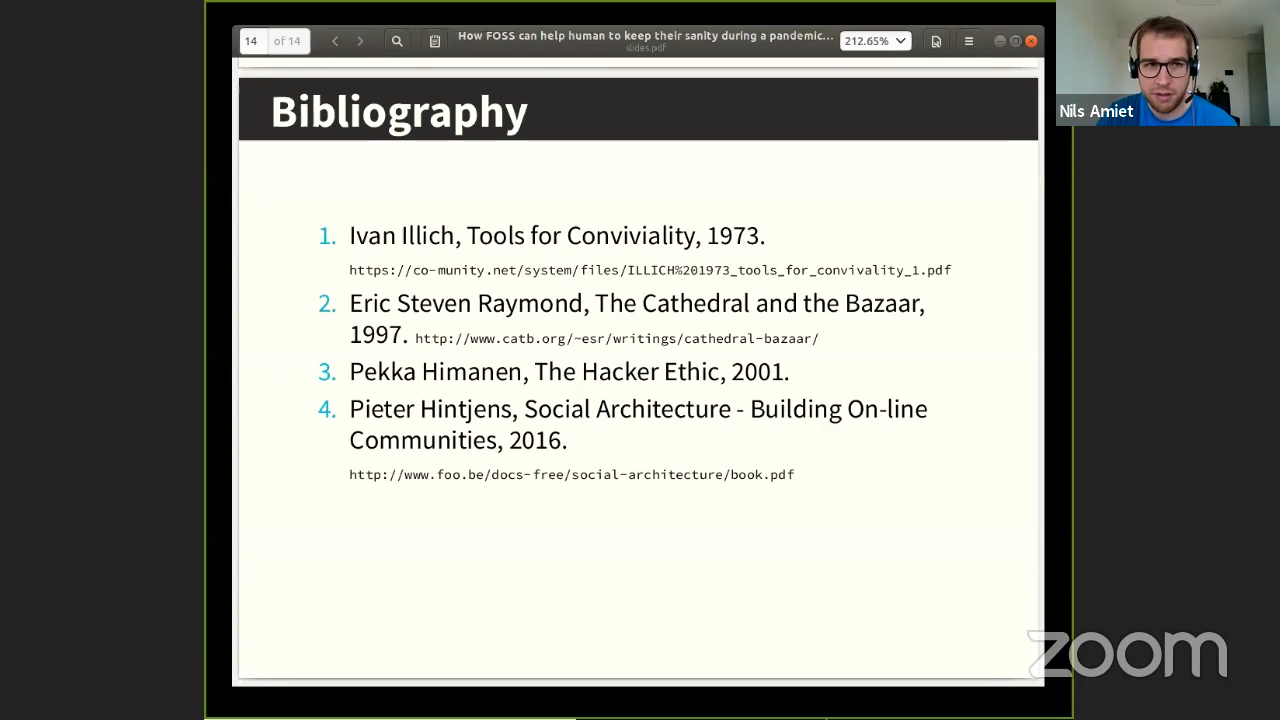 14 of 14
How FOSS can help human to keep their sanity during a pandemic...
slides.pdf
212.65%
Nils Amiet
Bibliography
1. Ivan Illich, Tools for Conviviality, 1973.
https://co-munity.net/system/files/ILLICH%201973_tools_for_convivality_1.pdf
2. Eric Steven Raymond, The Cathedral and the Bazaar,
1997. http://www.catb.org/~esr/writings/cathedral-bazaar/
3. Pekka Himanen, The Hacker Ethic, 2001.
4. Pieter Hintjens, Social Architecture - Building On-line
Communities, 2016.
http://www.foo.be/docs-free/social-architecture/book.pdf
zoom